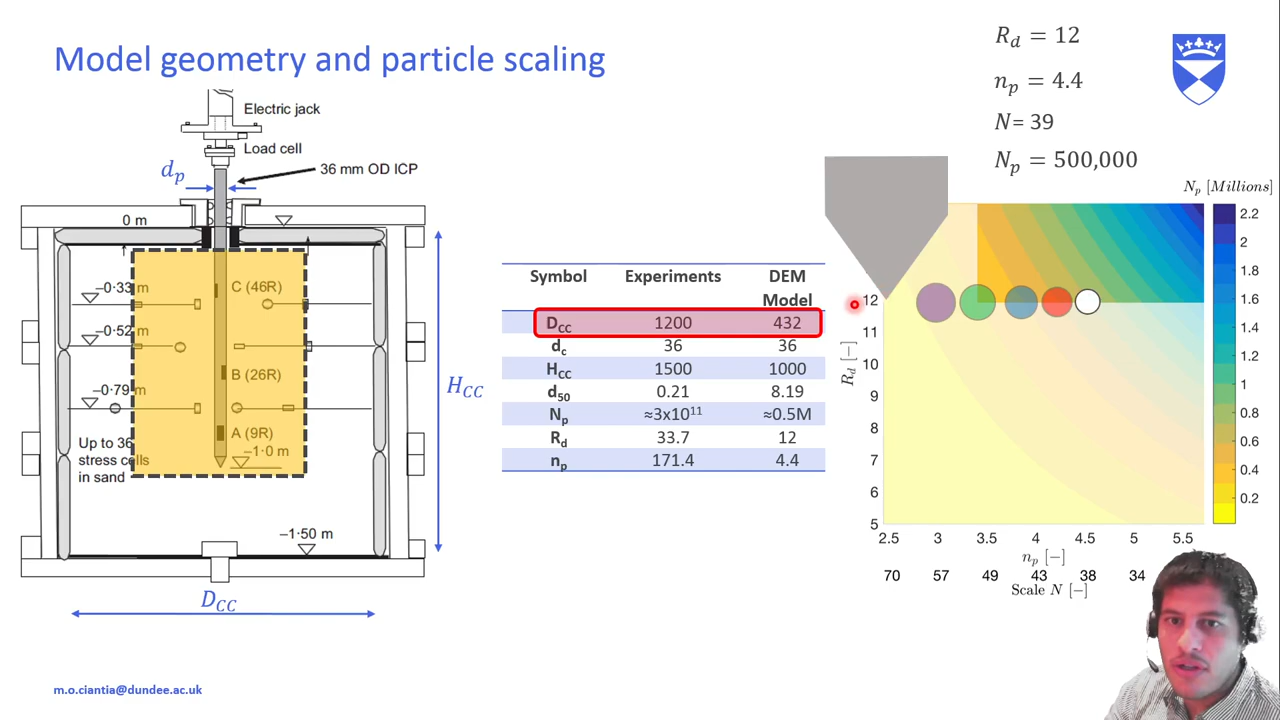 Model geometry and particle scaling
R_d = 12
n_p = 4.4
N= 39
N_p = 500,000
Electric jack
Load cell
36 mm OD ICP
d_p
0 m
–0·33 m
C (46R)
–0·52 m
B (26R)
–0·79 m
A (9R)
–1·0 m
Up to 36
stress cells
in sand
–1·50 m
H_CC
D_CC
Symbol Experiments DEM Model
D_CC 1200 432
d_c 36 36
H_CC 1500 1000
d_50 0.21 8.19
N_p ≈3x10^11 ≈0.5M
R_d 33.7 12
n_p 171.4 4.4
N_p [Millions]
2.2
2
1.8
1.6
1.4
1.2
1
0.8
0.6
0.4
0.2
12
11
10
9
8
7
6
5
R_d [−]
2.5 3 3.5 4 4.5 5 5.5
n_p [−]
70 57 49 43 38 34
Scale N [−]
m.o.ciantia@dundee.ac.uk